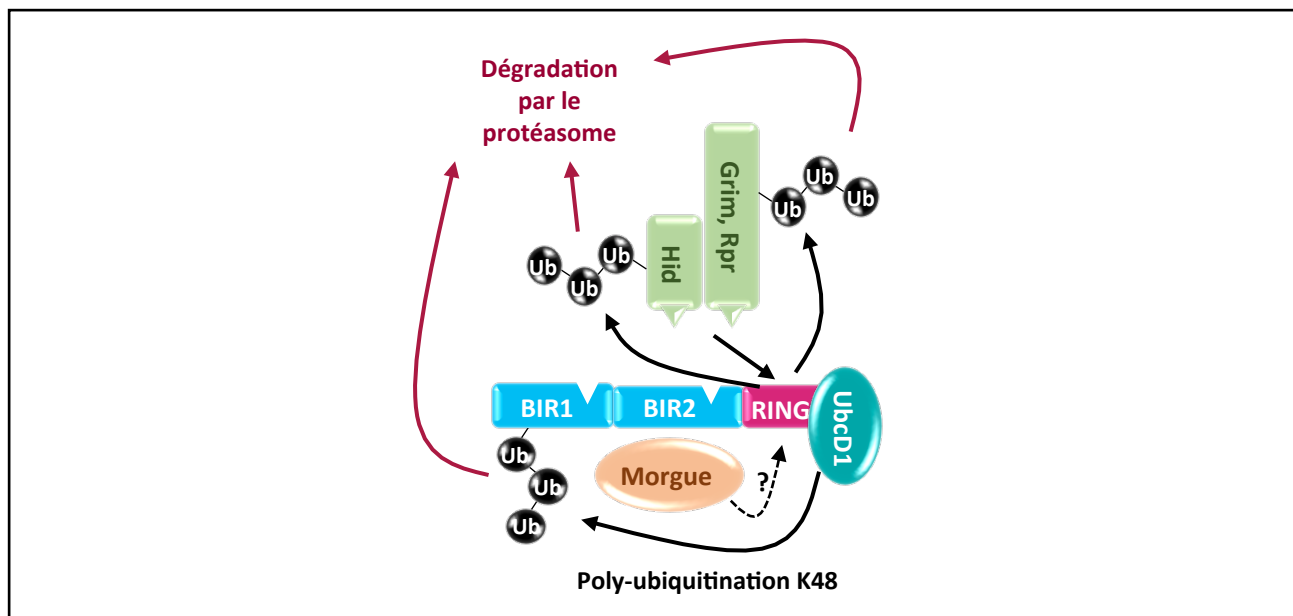 Dégradation
par le
protéasome
Grim, Rpr
Ub
Ub
Ub
Hid
Ub
Ub
Ub
BIR1
BIR2
RING
UbcD1
Ub
Ub
Ub
Morgue
?
Poly-ubiquitination K48